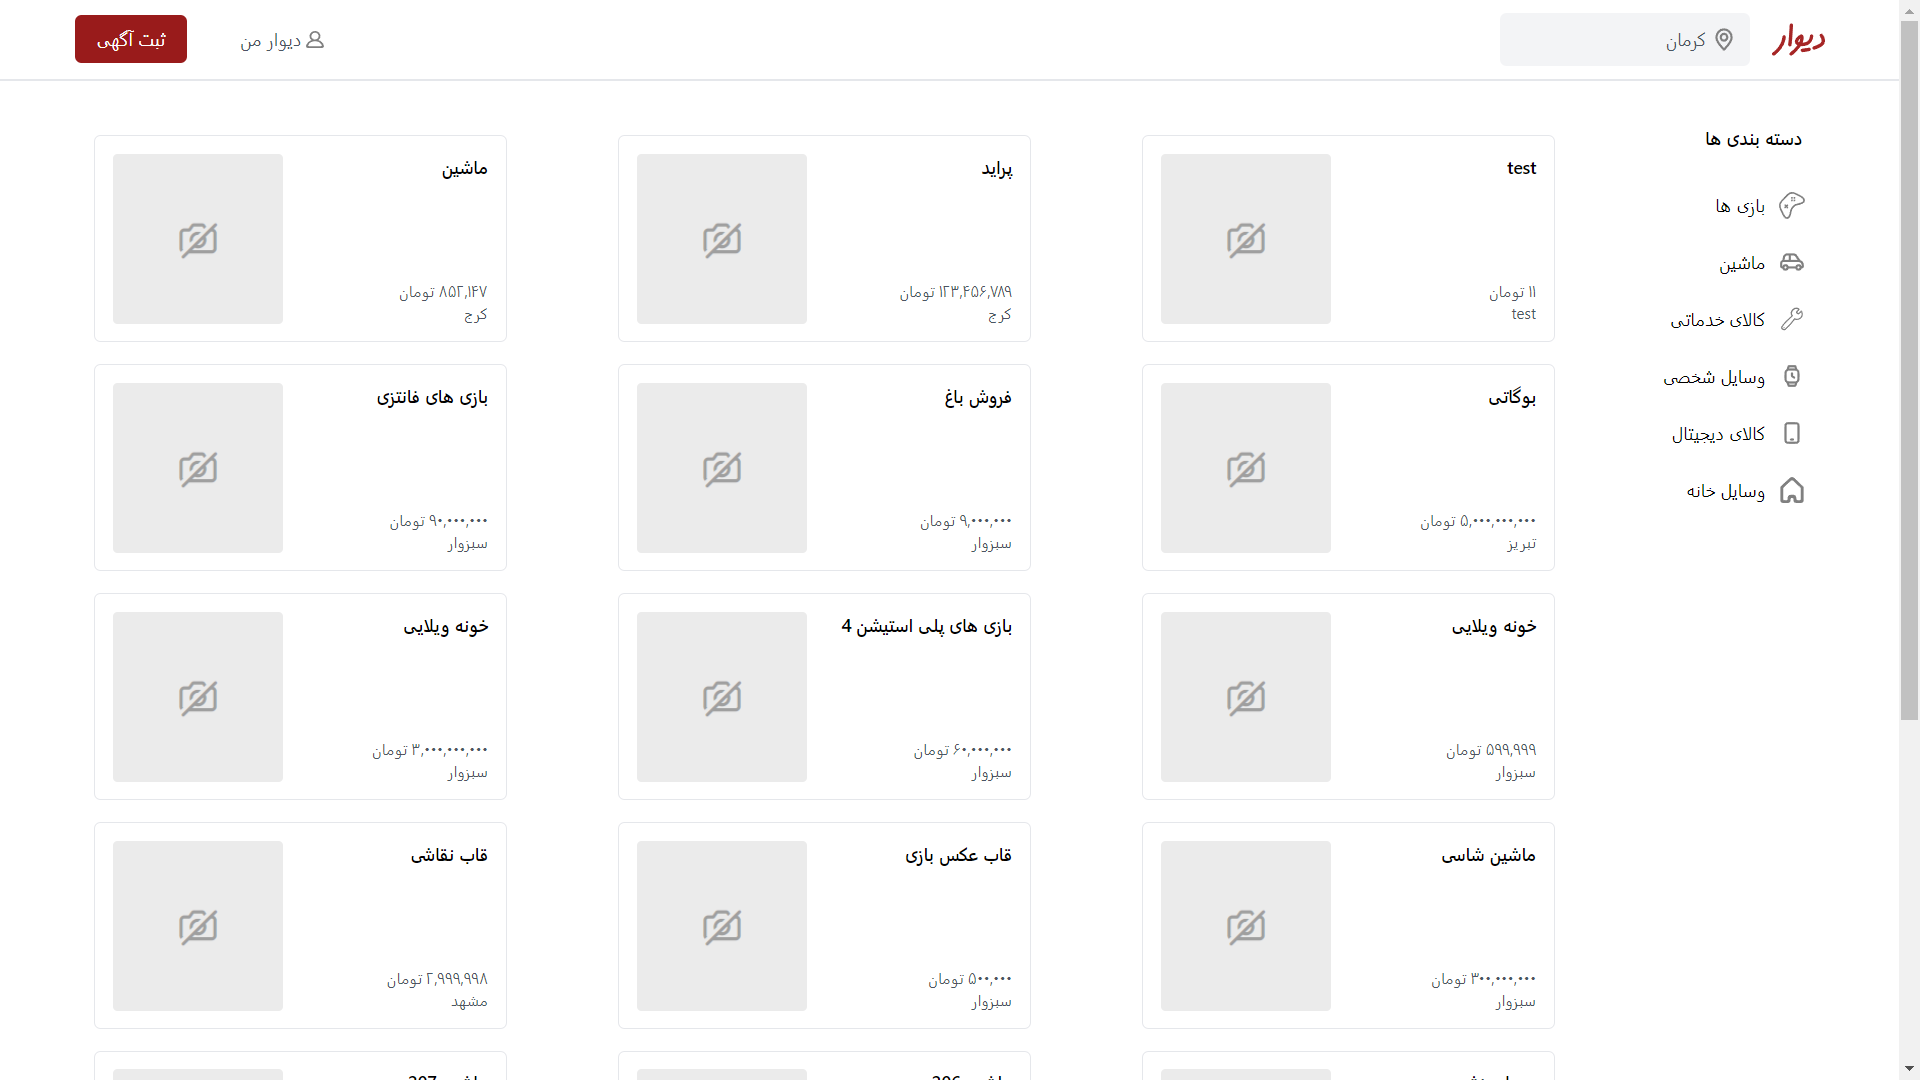 دیوار
کرمان
دیوار من
ثبت آگهی
دسته بندی ها
بازی ها
ماشین
کالای خدماتی
وسایل شخصی
کالای دیجیتال
وسایل خانه
test
۱۱ تومان
test
پراید
۱۲۳,۴۵۶,۷۸۹ تومان
کرج
ماشین
۸۵۲,۱۴۷ تومان
کرج
بوگاتی
۵,۰۰۰,۰۰۰,۰۰۰ تومان
تبریز
فروش باغ
۹,۰۰۰,۰۰۰ تومان
سبزوار
بازی های فانتزی
۹۰,۰۰۰,۰۰۰ تومان
سبزوار
خونه ویلایی
۵۹۹,۹۹۹ تومان
سبزوار
بازی های پلی استیشن 4
۶۰,۰۰۰,۰۰۰ تومان
سبزوار
خونه ویلایی
۳,۰۰۰,۰۰۰,۰۰۰ تومان
سبزوار
ماشین شاسی
۳۰۰,۰۰۰,۰۰۰ تومان
سبزوار
قاب عکس بازی
۵۰۰,۰۰۰ تومان
سبزوار
قاب نقاشی
۲,۹۹۹,۹۹۸ تومان
مشهد